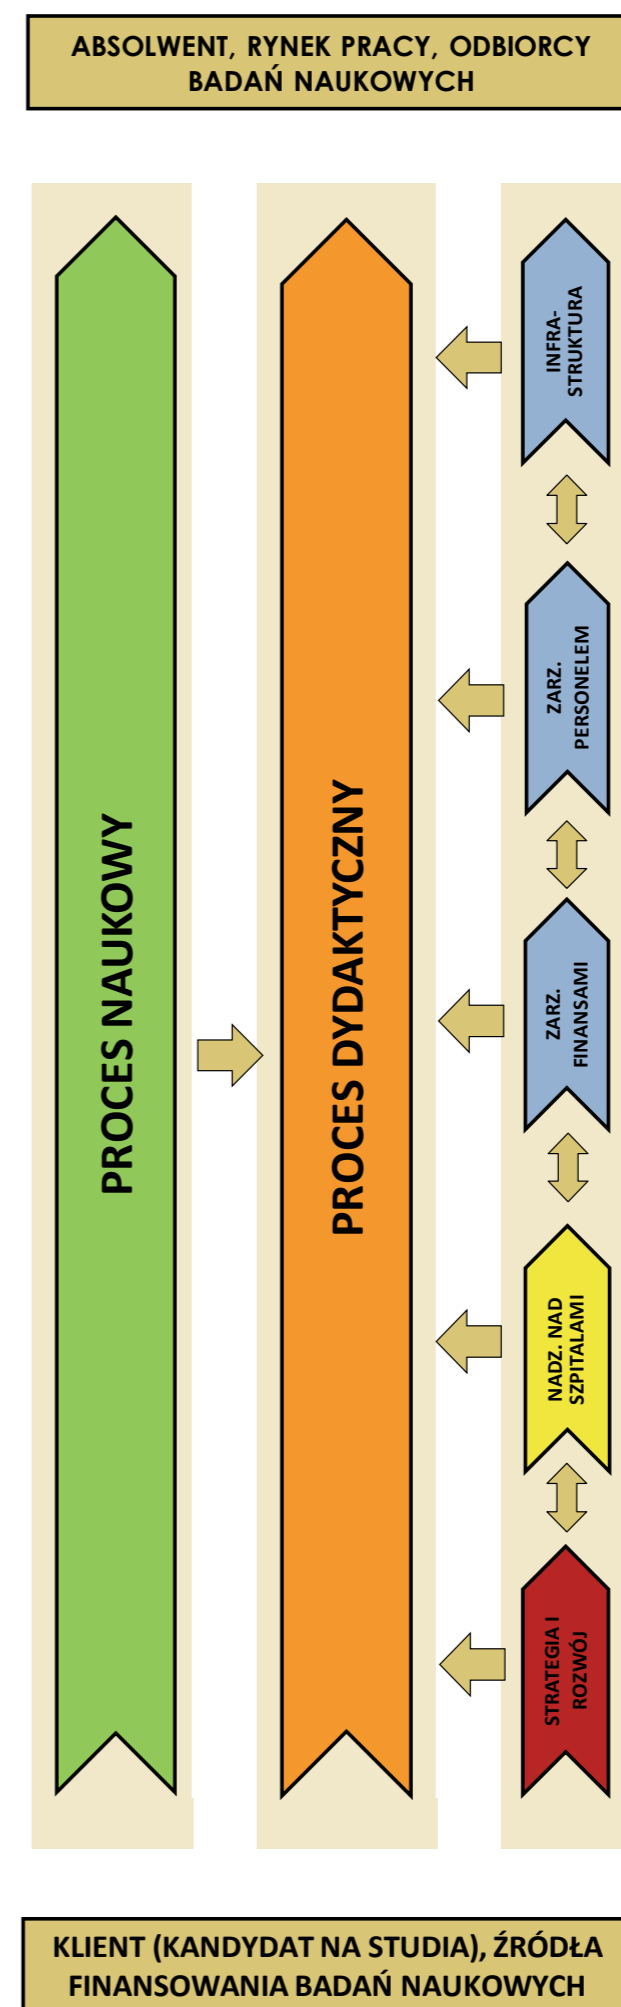 ABSOLWENT, RYNEK PRACY, ODBIORCY
BADAŃ NAUKOWYCH
PROCES NAUKOWY
PROCES DYDAKTYCZNY
INFRA-
STRUKTURA
ZARZ.
PERSONELEM
ZARZ.
FINANSAMI
NADZ. NAD
SZPITALAMI
STRATEGIA I
ROZWÓJ
KLIENT (KANDYDAT NA STUDIA), ŹRÓDŁA
FINANSOWANIA BADAŃ NAUKOWYCH